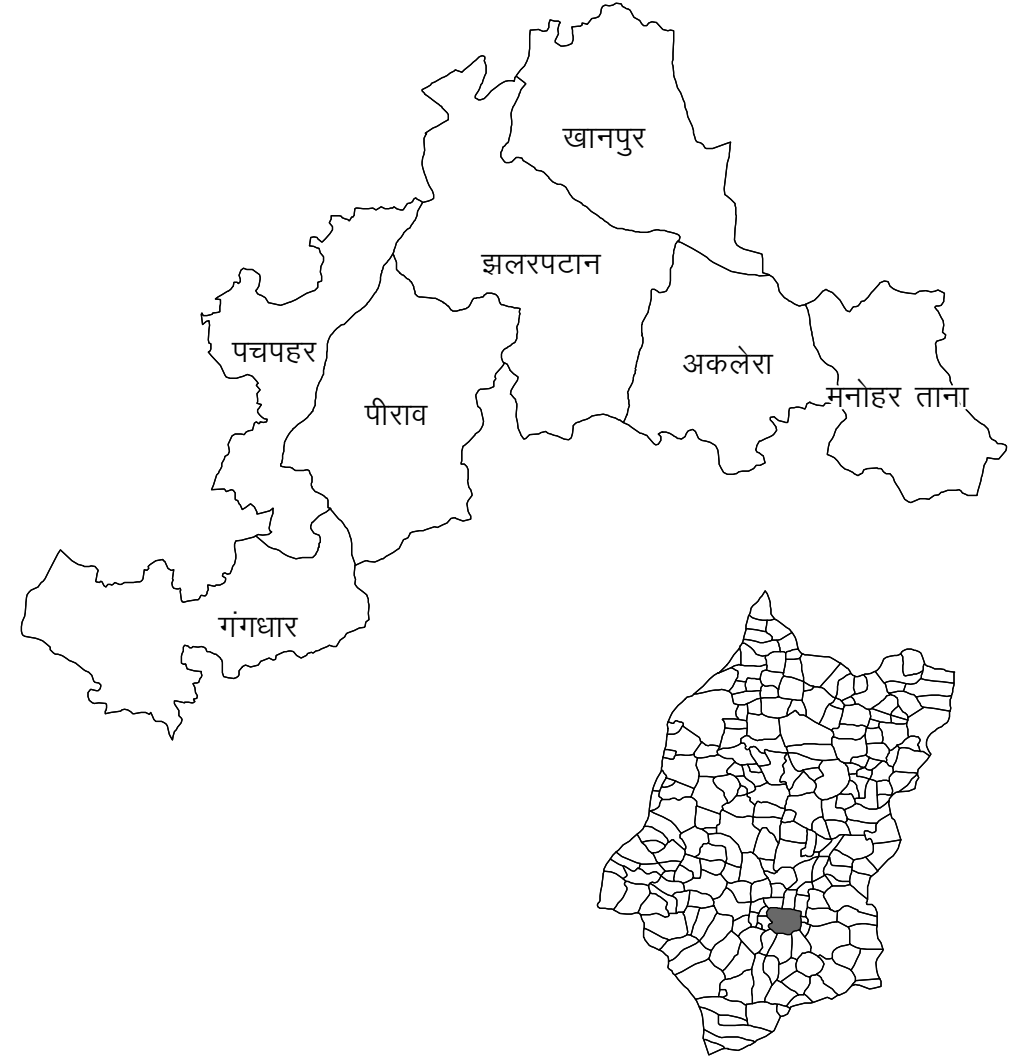 खानपुर
झलरपटान
पचपहर
अकलेरा
मनोहर ताना
पीराव
गंगधार